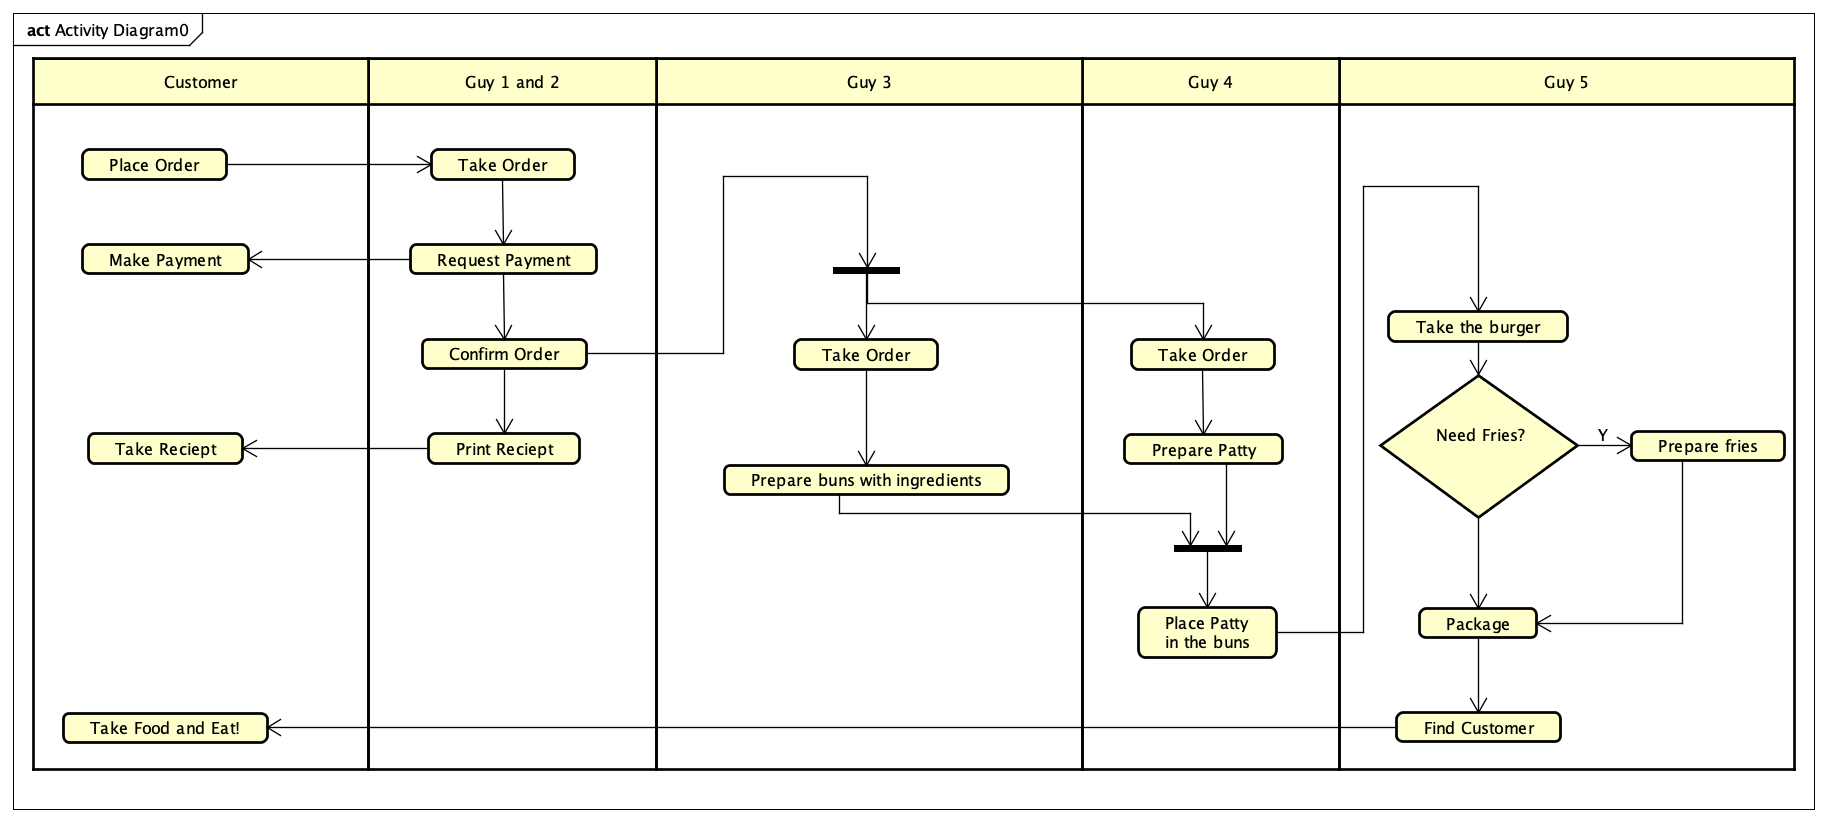 act Activity Diagram0
Customer
Guy 1 and 2
Guy 3
Guy 4
Guy 5
Place Order
Take Order
Make Payment
Request Payment
Take the burger
Confirm Order
Take Order
Take Order
Need Fries?
Y
Prepare fries
Take Reciept
Print Reciept
Prepare Patty
Prepare buns with ingredients
Place Patty
in the buns
Package
Take Food and Eat!
Find Customer